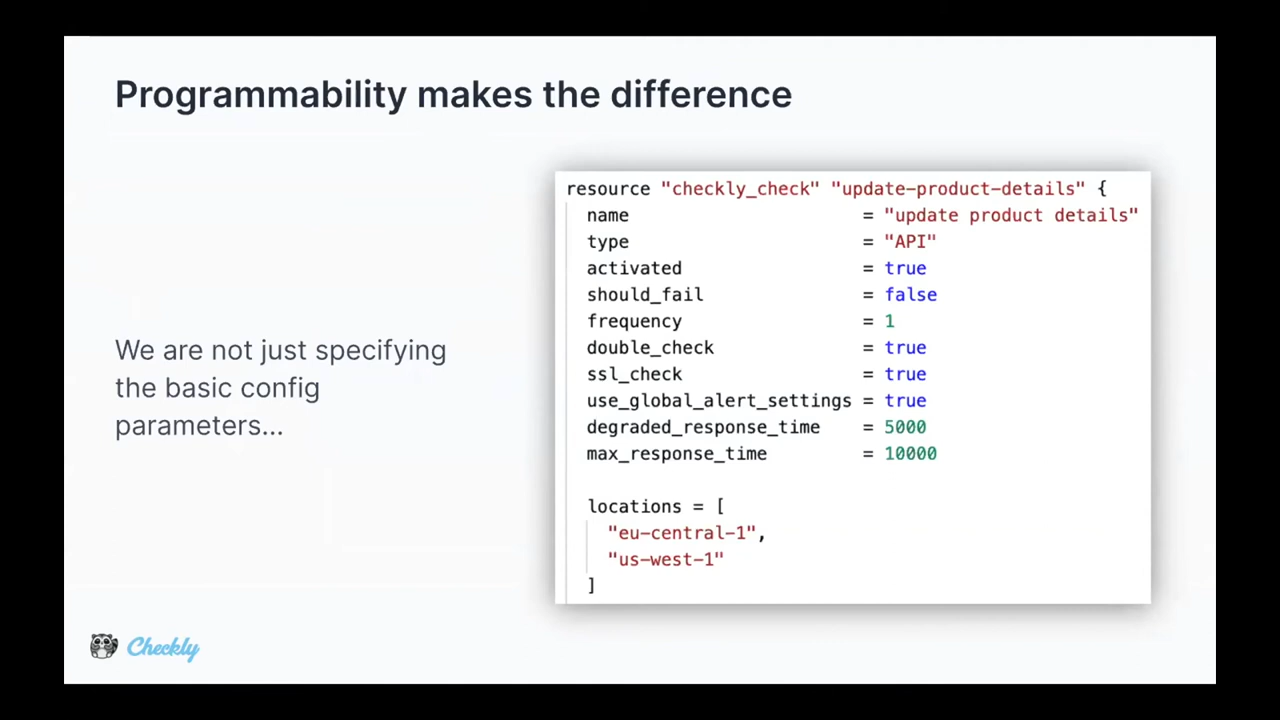 Programmability makes the difference
We are not just specifying
the basic config
parameters...
resource "checkly_check" "update-product-details" {
name = "update product details"
type = "API"
activated = true
should_fail = false
frequency = 1
double_check = true
ssl_check = true
use_global_alert_settings = true
degraded_response_time = 5000
max_response_time = 10000
locations = [
"eu-central-1",
"us-west-1"
]
Checkly